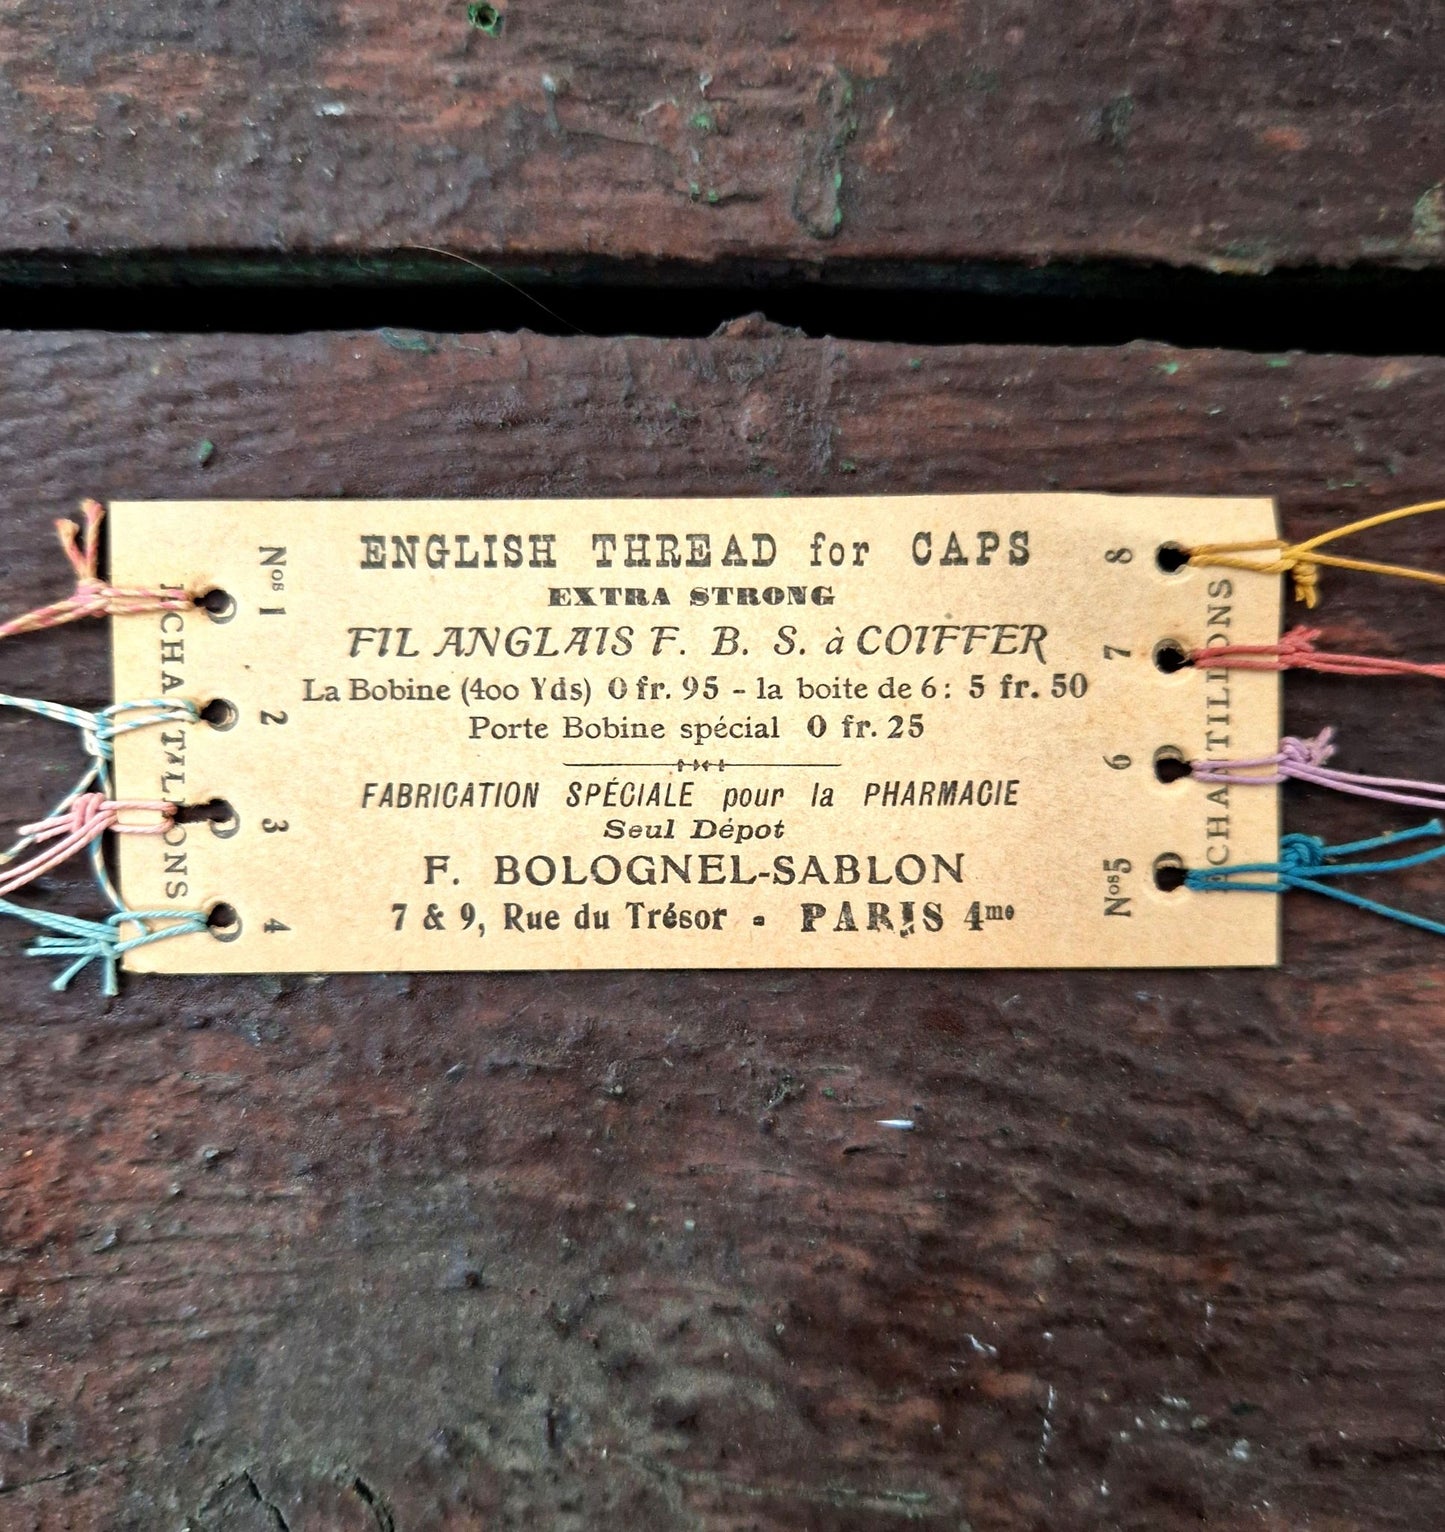 ENGLISH THREAD for CAPS
EXTRA STRONG
FIL ANGLAIS F. B. S. à COIFFER
La Bobine (400 Yds) 0 fr. 95 - la boite de 6 : 5 fr. 50
Porte Bobine spécial 0 fr. 25
FABRICATION SPÉCIALE pour la PHARMACIE
Seul Dépot
F. BOLOGNEL-SABLON
7 & 9, Rue du Trésor - PARIS 4me
ECHANTILLONS
Nos 1
2
3
4
Nos 5
6
7
8
ECHANTILLONS